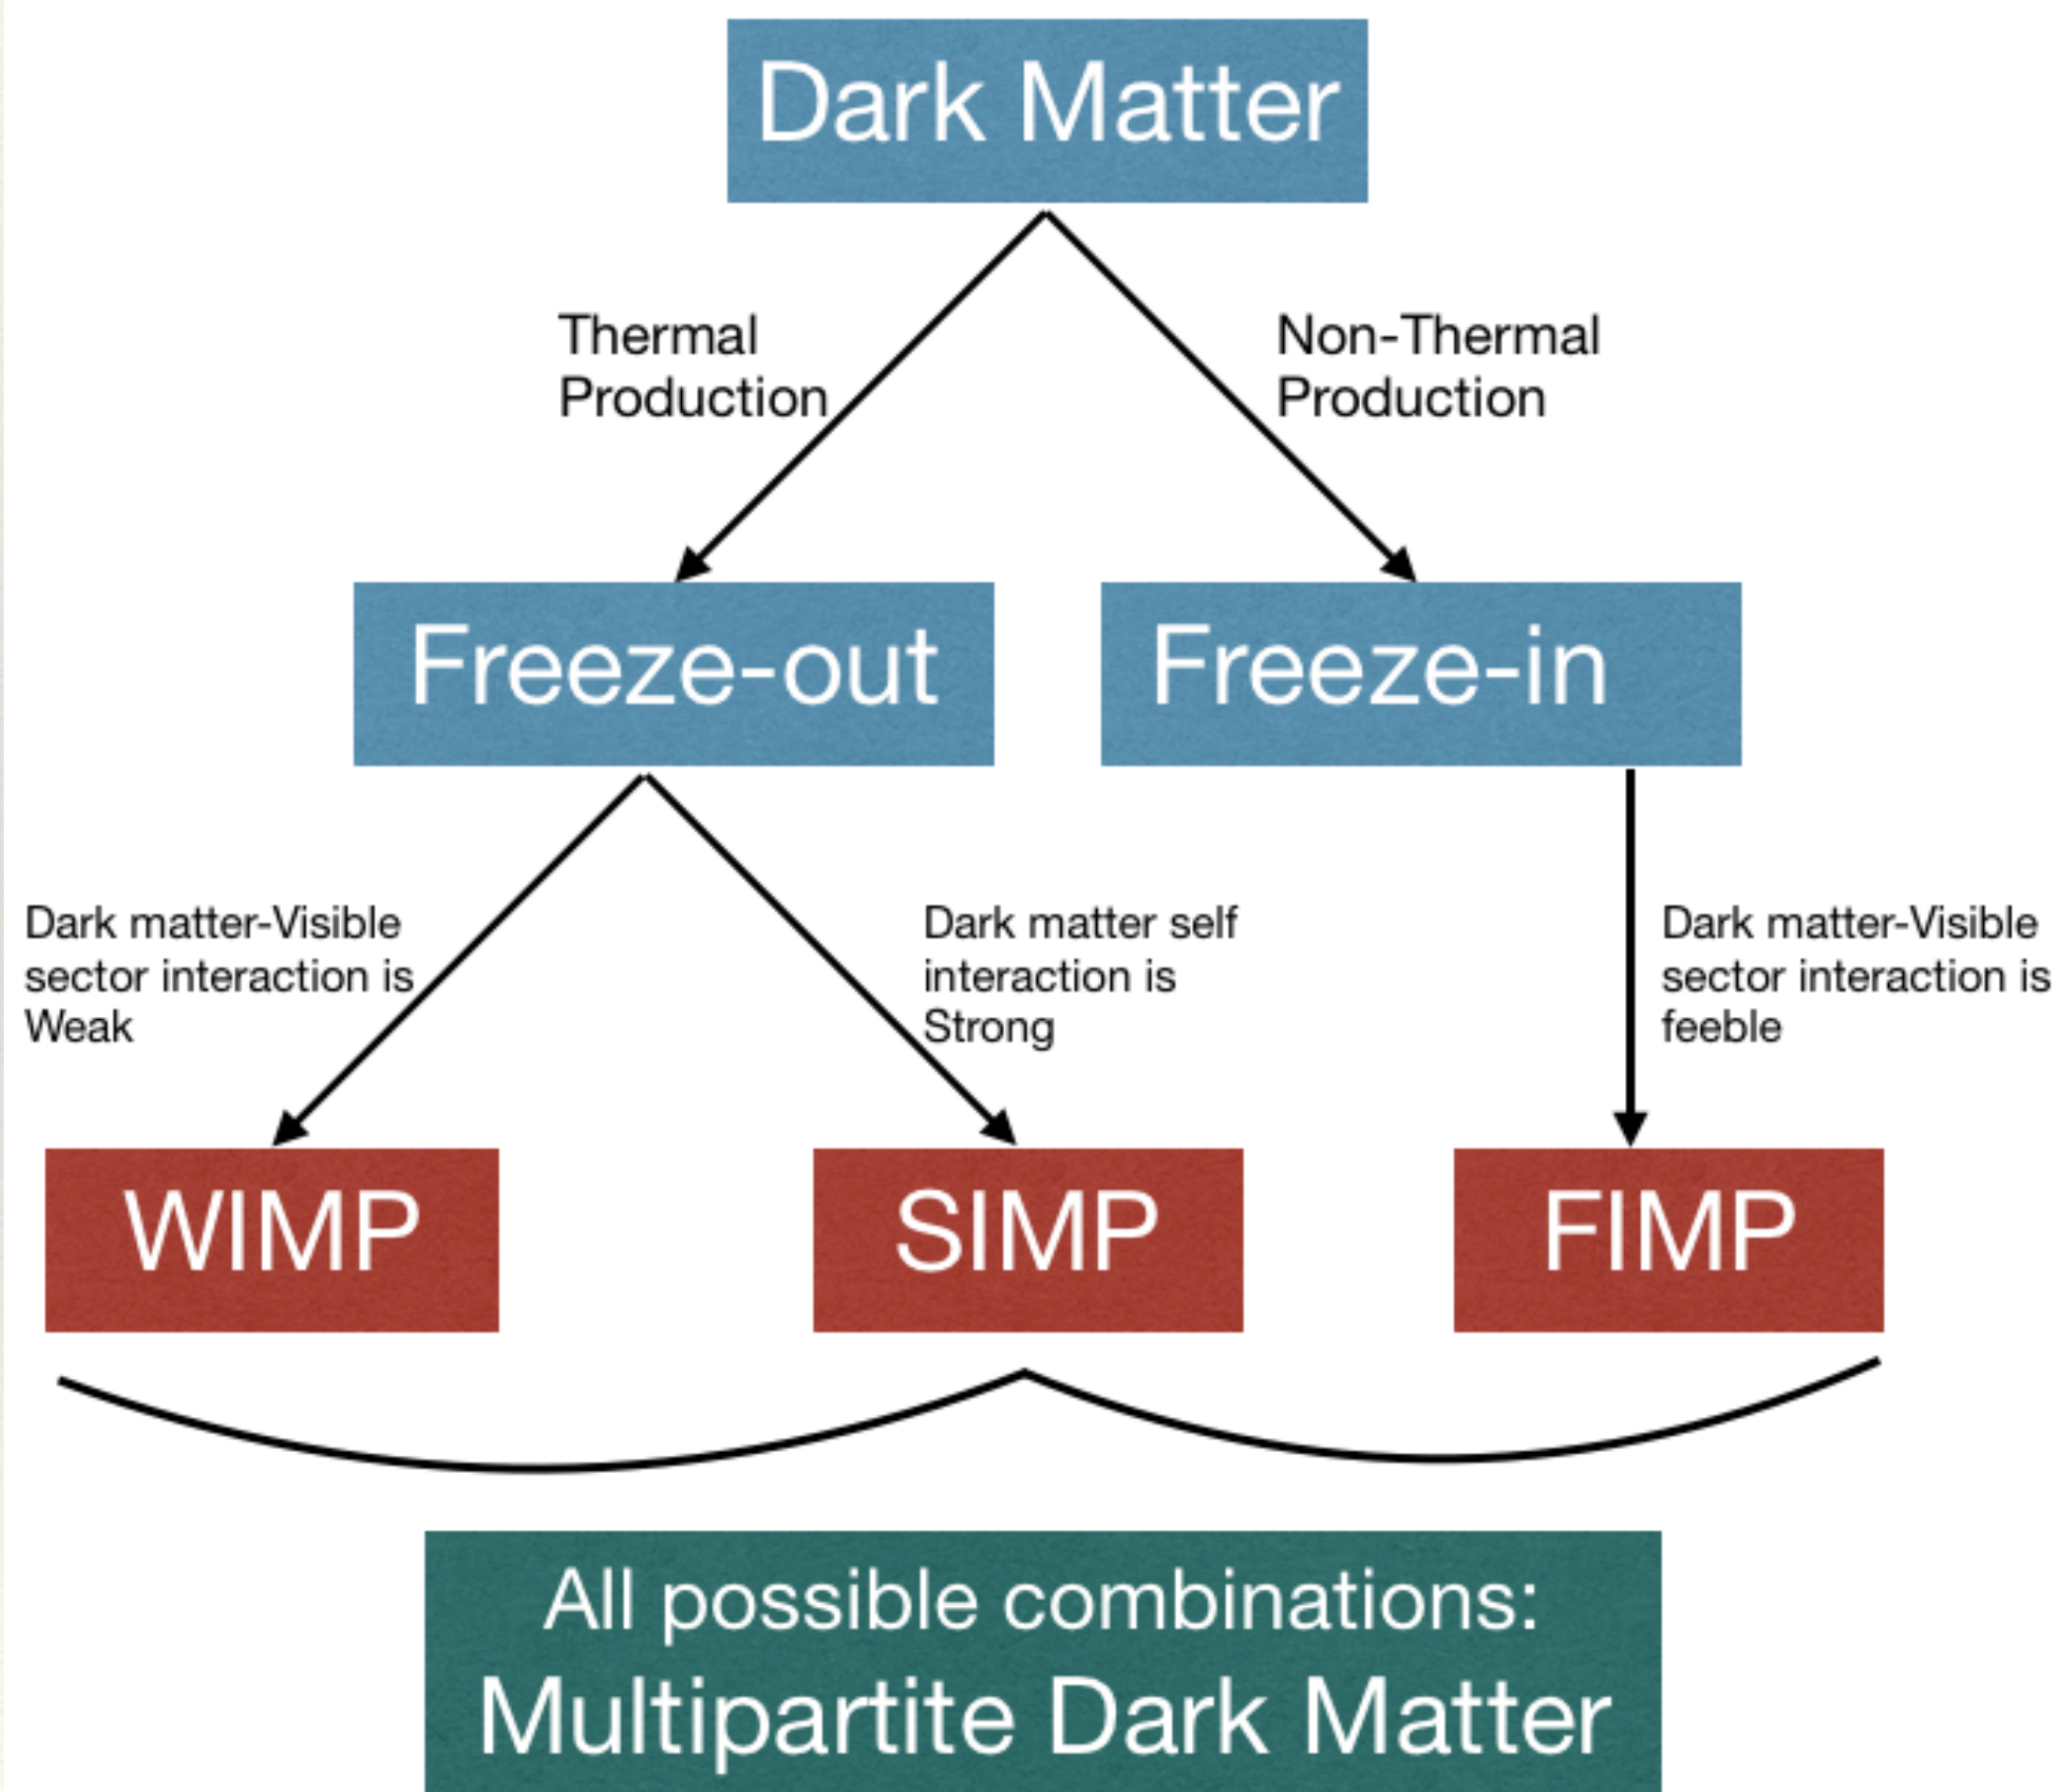 Dark Matter
Thermal
Production
Non-Thermal
Production
Freeze-out
Freeze-in
Dark matter-Visible
sector interaction is
Weak
Dark matter self
interaction is
Strong
Dark matter-Visible
sector interaction is
feeble
WIMP
SIMP
FIMP
All possible combinations:
Multipartite Dark Matter